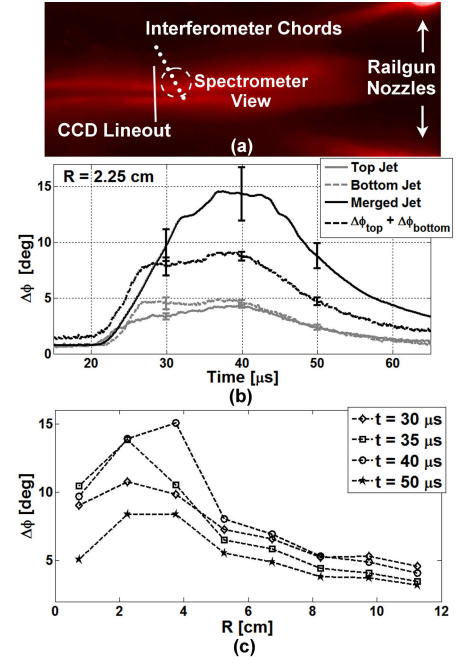 Interferometer Chords
Spectrometer
View
Railgun
Nozzles
CCD Lineout
(a)
R = 2.25 cm
Top Jet
Bottom Jet
Merged Jet
Δϕtop + Δϕbottom
15
10
5
0
Δϕ [deg]
20 30 40 50 60
Time [μs]
(b)
t = 30 μs
t = 35 μs
t = 40 μs
t = 50 μs
15
10
5
Δϕ [deg]
0 2 4 6 8 10 12
R [cm]
(c)